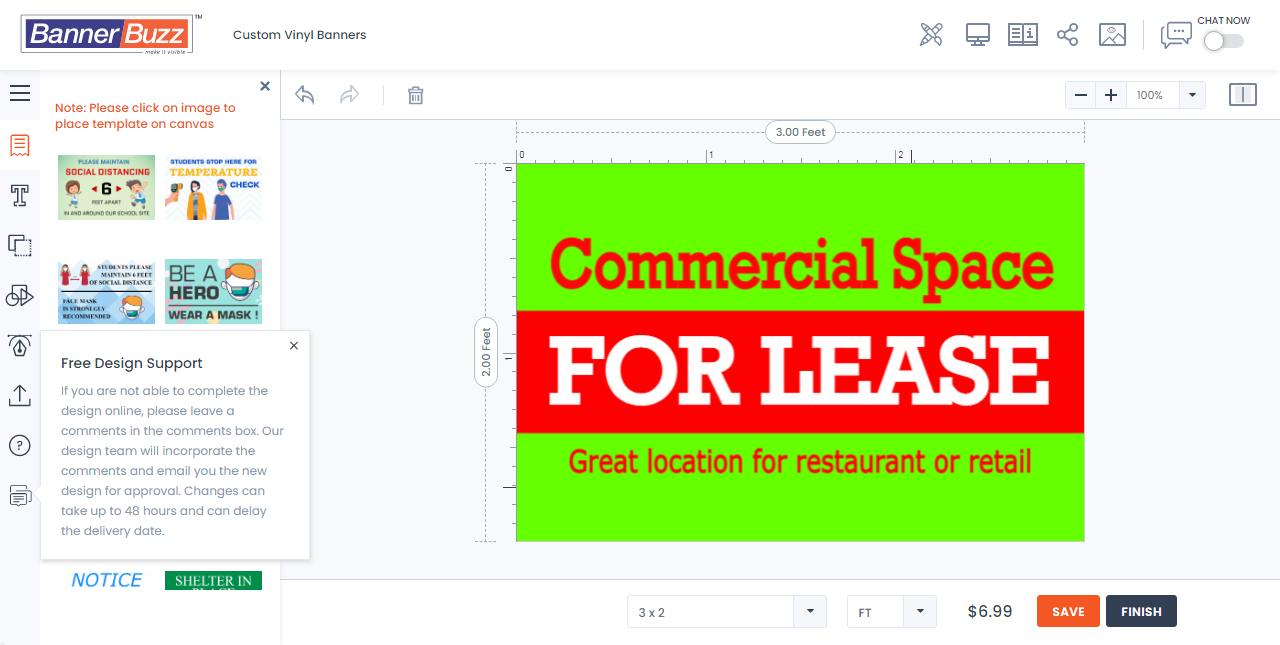 BannerBuzz™
make it visible
Custom Vinyl Banners
CHAT NOW
Note: Please click on image to
place template on canvas
PLEASE MAINTAIN
SOCIAL DISTANCING
6
FEET APART
IN AND AROUND OUR SCHOOL SITE
STUDENTS STOP HERE FOR
TEMPERATURE
CHECK
STUDENTS PLEASE
MAINTAIN 6 FEET
OF SOCIAL DISTANCE
FACE MASK
IS STRONGLY
RECOMMENDED
BE A
HERO
WEAR A MASK !
Free Design Support
If you are not able to complete the
design online, please leave a
comments in the comments box. Our
design team will incorporate the
comments and email you the new
design for approval. Changes can
take up to 48 hours and can delay
the delivery date.
NOTICE
SHELTER IN
PLACE
100%
3.00 Feet
0 1 2
0
2.00 Feet
1
Commercial Space
FOR LEASE
Great location for restaurant or retail
3 x 2
FT
$6.99
SAVE
FINISH